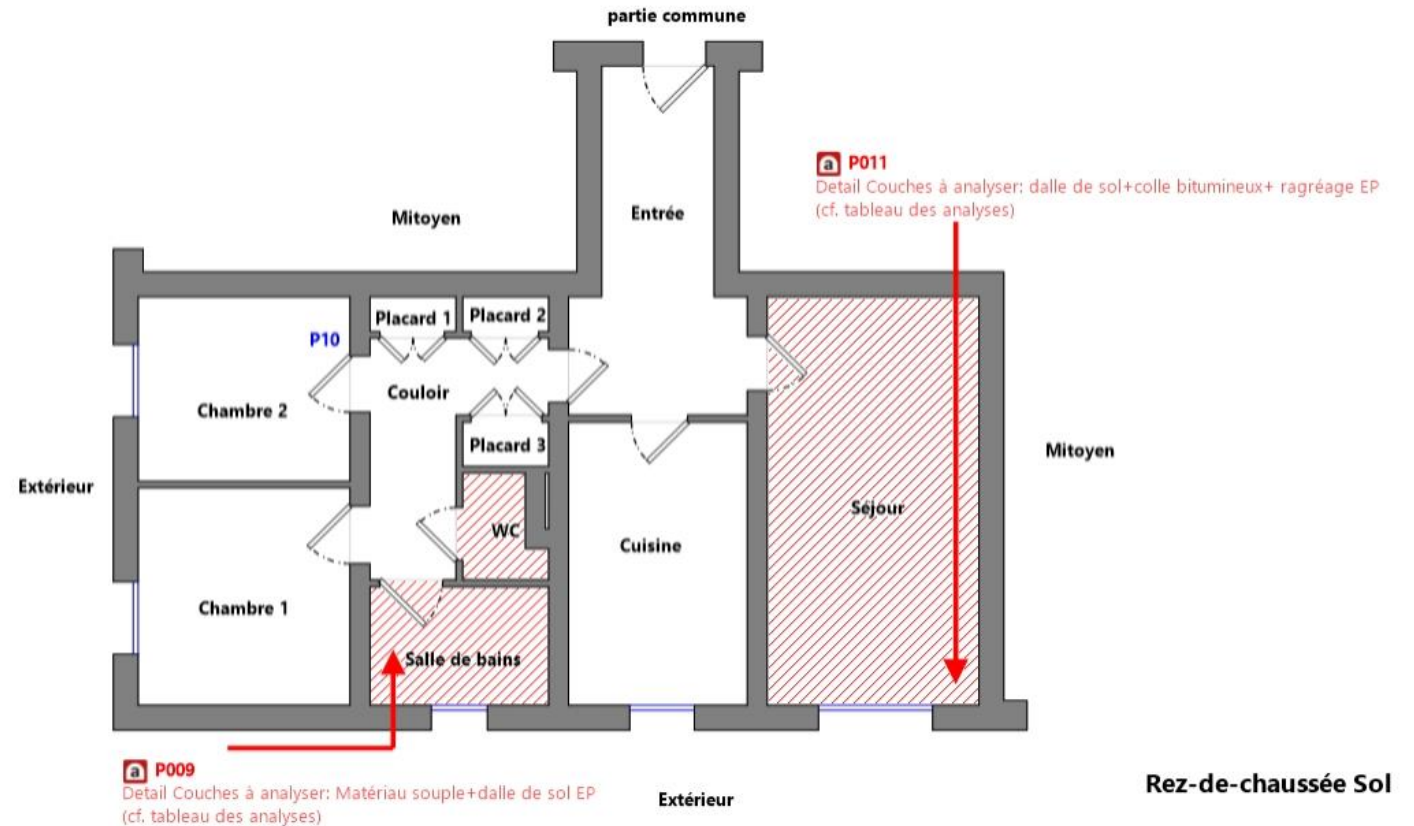 partie commune
a P011
Detail Couches à analyser: dalle de sol+colle bitumineux+ ragréage EP
(cf. tableau des analyses)
Entrée
Mitoyen
Placard 1
Placard 2
P10
Couloir
Chambre 2
Placard 3
Mitoyen
Extérieur
Séjour
WC
Cuisine
Chambre 1
Salle de bains
a P009
Detail Couches à analyser: Matériau souple+dalle de sol EP
(cf. tableau des analyses)
Extérieur
Rez-de-chaussée Sol